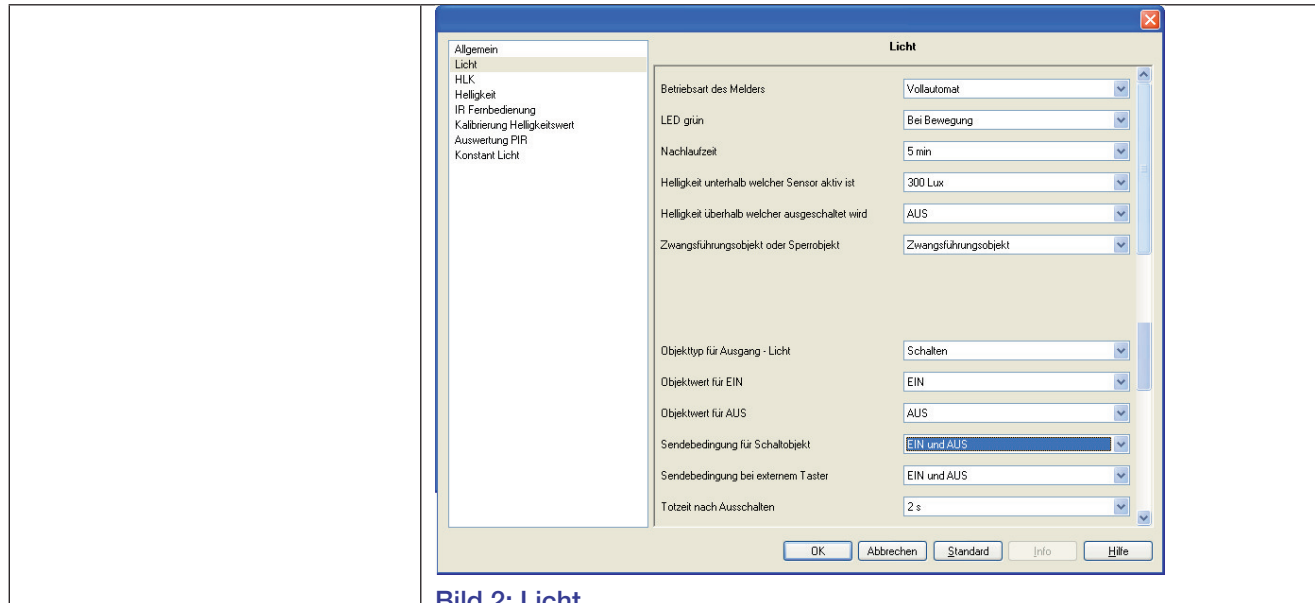 Allgemein
Licht
HLK
Helligkeit
IR Fernbedienung
Kalibrierung Helligkeitswert
Auswertung PIR
Konstant Licht
Licht
Betriebsart des Melders Vollautomat
LED grün Bei Bewegung
Nachlaufzeit 5 min
Helligkeit unterhalb welcher Sensor aktiv ist 300 Lux
Helligkeit überhalb welcher ausgeschaltet wird AUS
Zwangsführungsobjekt oder Sperrobjekt Zwangsführungsobjekt
Objekttyp für Ausgang - Licht Schalten
Objektwert für EIN EIN
Objektwert für AUS AUS
Sendebedingung für Schaltobjekt EIN und AUS
Sendebedingung bei externem Taster EIN und AUS
Totzeit nach Ausschalten 2 s
OK Abbrechen Standard Info Hilfe
Bild 2: Licht